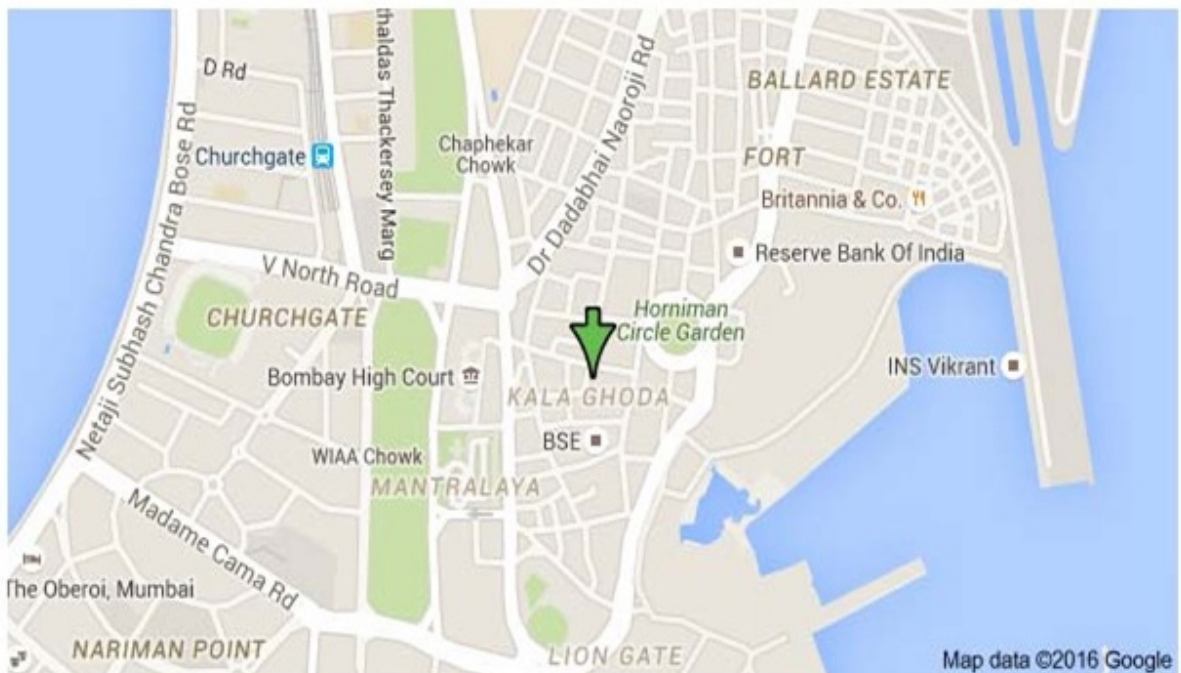 D Rd
thaldas Thackersey Marg
Dr Dadabhai Naoroji Rd
BALLARD ESTATE
Chaphekar
Chowk
Churchgate
FORT
Britannia & Co.
Netaji Subhash Chandra Bose Rd
Reserve Bank Of India
V North Road
CHURCHGATE
Horniman
Circle Garden
INS Vikrant
Bombay High Court
KALA GHODA
BSE
WIAA Chowk
MANTRALAYA
Madame Cama Rd
The Oberoi, Mumbai
NARIMAN POINT
LION GATE
Map data ©2016 Google